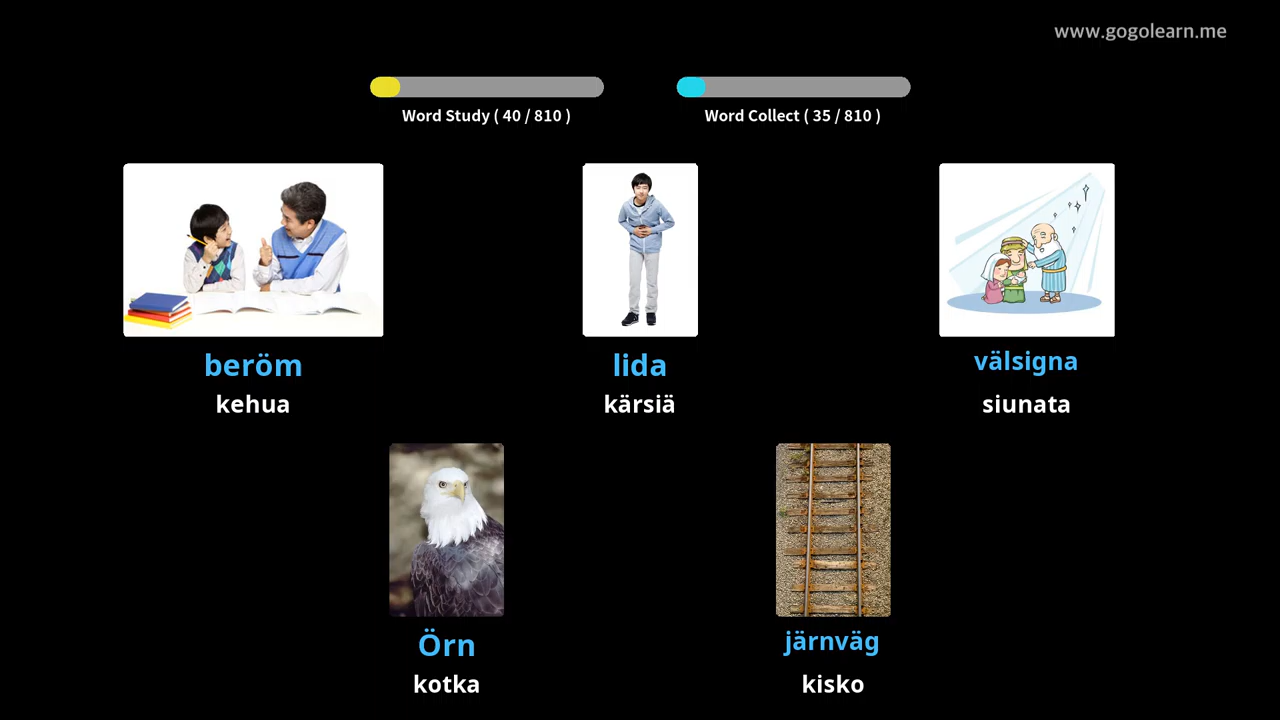 www.gogolearn.me
Word Study ( 40 / 810 )
Word Collect ( 35 / 810 )
beröm
kehua
lida
kärsiä
välsigna
siunata
Örn
kotka
järnväg
kisko